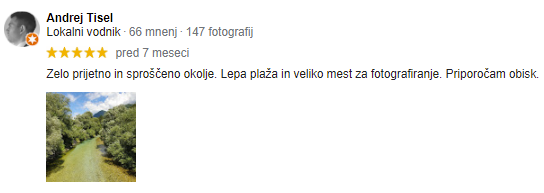 Andrej Tisel
Lokalni vodnik · 66 mnenj · 147 fotografij
pred 7 meseci
Zelo prijetno in sproščeno okolje. Lepa plaža in veliko mest za fotografiranje. Priporočam obisk.